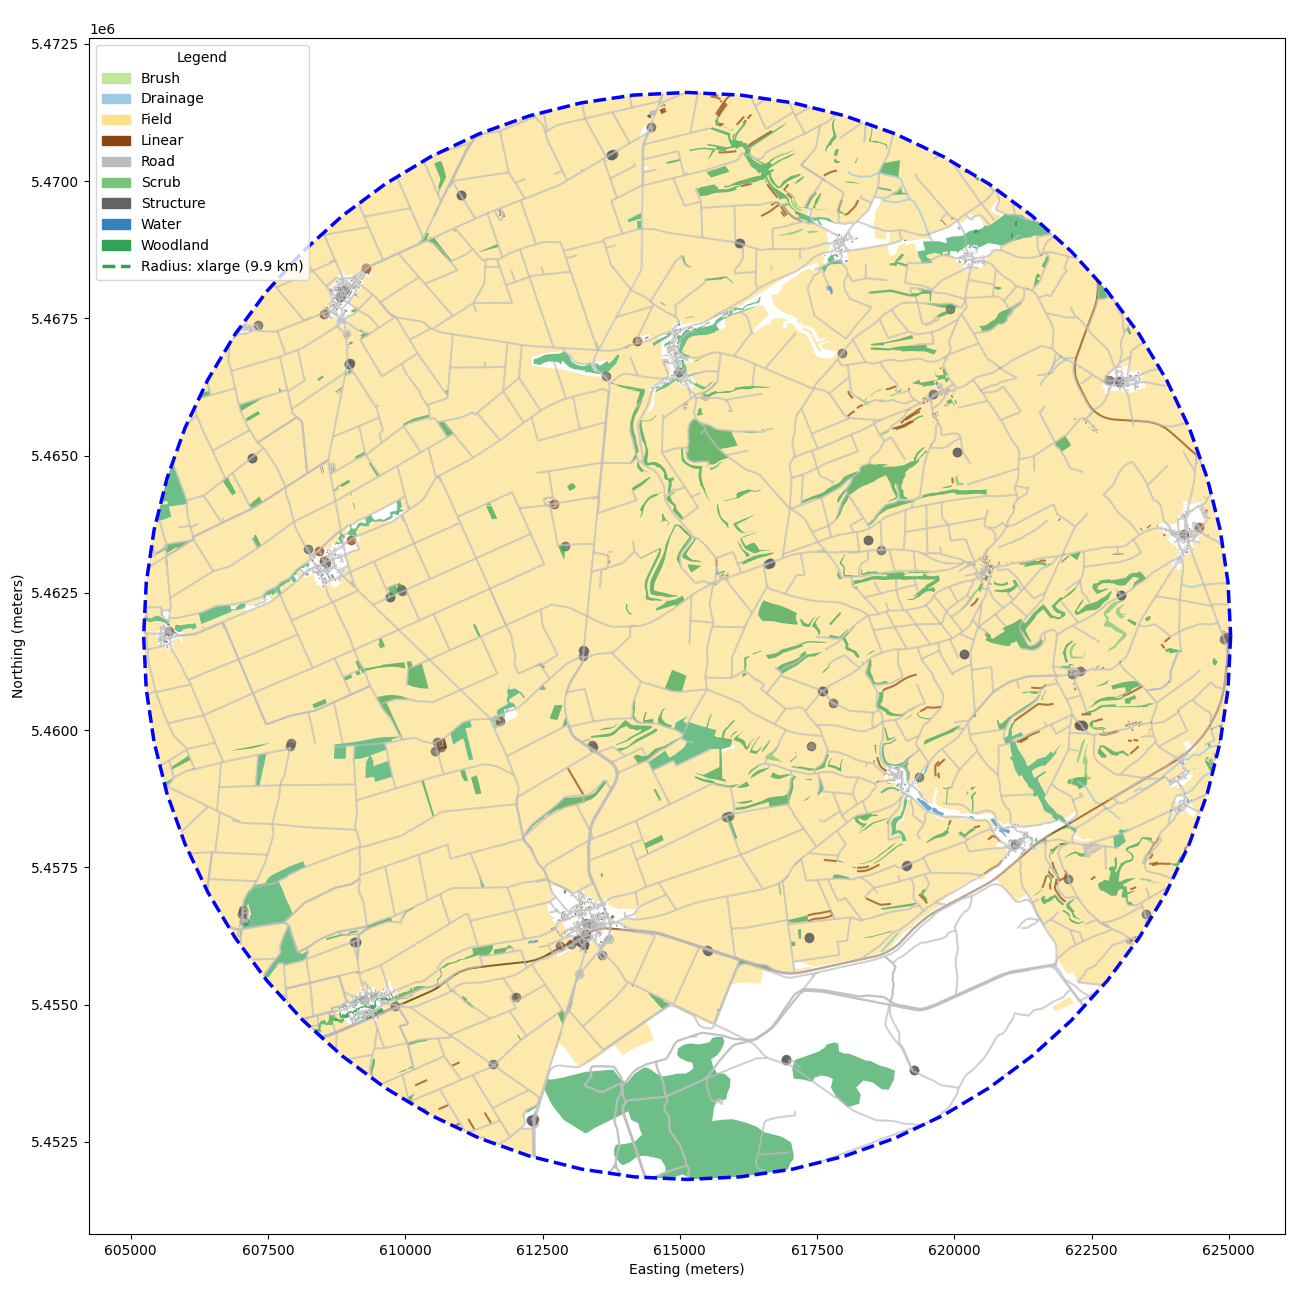 1e6
5.4725
5.4700
5.4675
5.4650
5.4625
5.4600
5.4575
5.4550
5.4525
Northing (meters)
Legend
Brush
Drainage
Field
Linear
Road
Scrub
Structure
Water
Woodland
Radius: xlarge (9.9 km)
605000 607500 610000 612500 615000 617500 620000 622500 625000
Easting (meters)